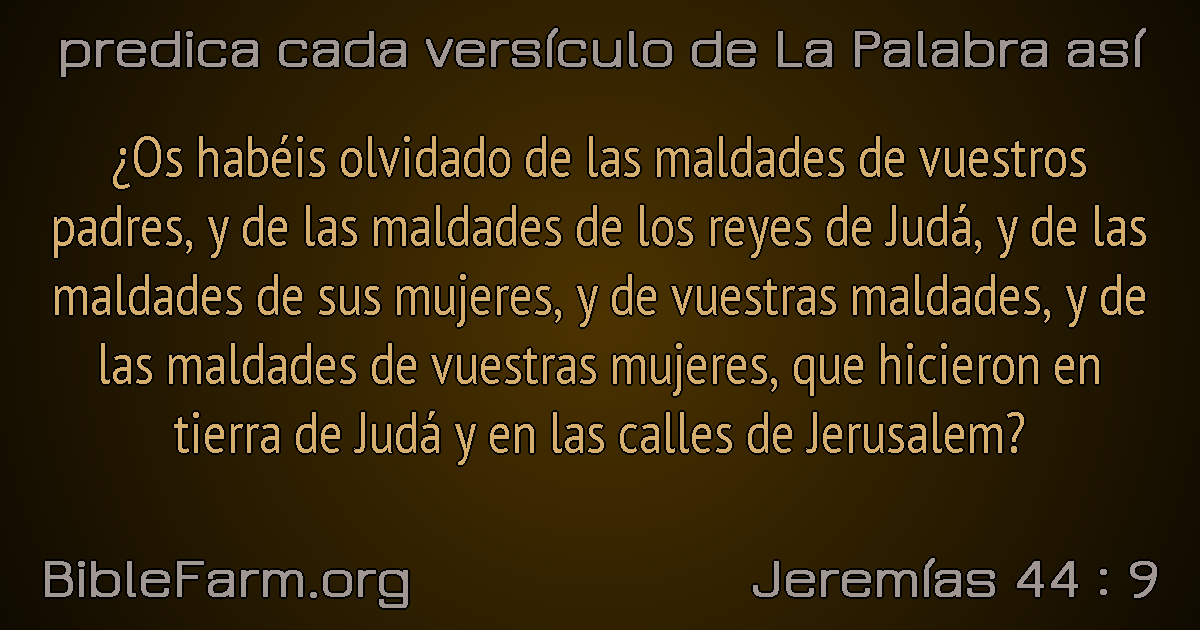 predica cada versículo de La Palabra así
¿Os habéis olvidado de las maldades de vuestros
padres, y de las maldades de los reyes de Judá, y de las
maldades de sus mujeres, y de vuestras maldades, y de
las maldades de vuestras mujeres, que hicieron en
tierra de Judá y en las calles de Jerusalem?
BibleFarm.org
Jeremías 44 : 9